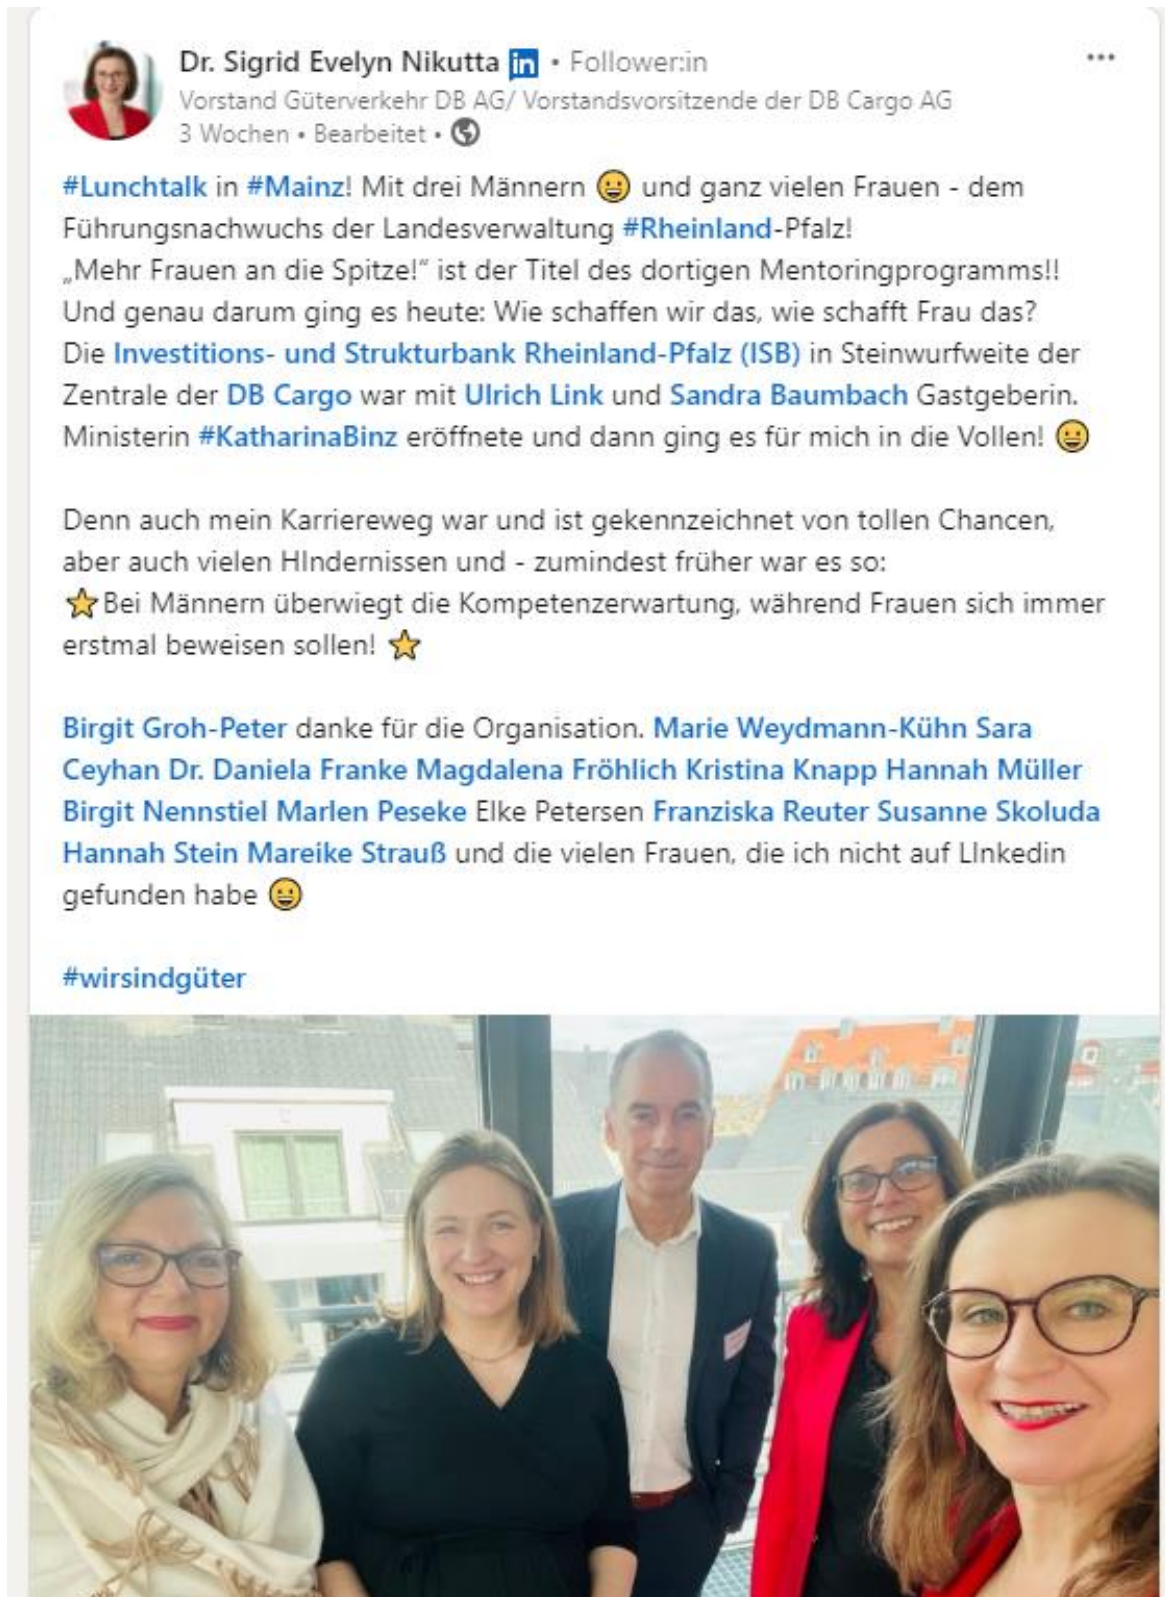 Dr. Sigrid Evelyn Nikutta in • Follower:in
Vorstand Güterverkehr DB AG/ Vorstandsvorsitzende der DB Cargo AG
3 Wochen • Bearbeitet •
#Lunchtalk in #Mainz! Mit drei Männern 😀 und ganz vielen Frauen - dem
Führungsnachwuchs der Landesverwaltung #Rheinland-Pfalz!
„Mehr Frauen an die Spitze!“ ist der Titel des dortigen Mentoringprogramms!!
Und genau darum ging es heute: Wie schaffen wir das, wie schafft Frau das?
Die Investitions- und Strukturbank Rheinland-Pfalz (ISB) in Steinwurfweite der
Zentrale der DB Cargo war mit Ulrich Link und Sandra Baumbach Gastgeberin.
Ministerin #KatharinaBinz eröffnete und dann ging es für mich in die Vollen! 😀
Denn auch mein Karriereweg war und ist gekennzeichnet von tollen Chancen,
aber auch vielen HIndernissen und - zumindest früher war es so:
⭐Bei Männern überwiegt die Kompetenzerwartung, während Frauen sich immer
erstmal beweisen sollen! ⭐
Birgit Groh-Peter danke für die Organisation. Marie Weydmann-Kühn Sara
Ceyhan Dr. Daniela Franke Magdalena Fröhlich Kristina Knapp Hannah Müller
Birgit Nennstiel Marlen Peseke Elke Petersen Franziska Reuter Susanne Skoluda
Hannah Stein Mareike Strauß und die vielen Frauen, die ich nicht auf LInkedin
gefunden habe 😀
#wirsindgüter